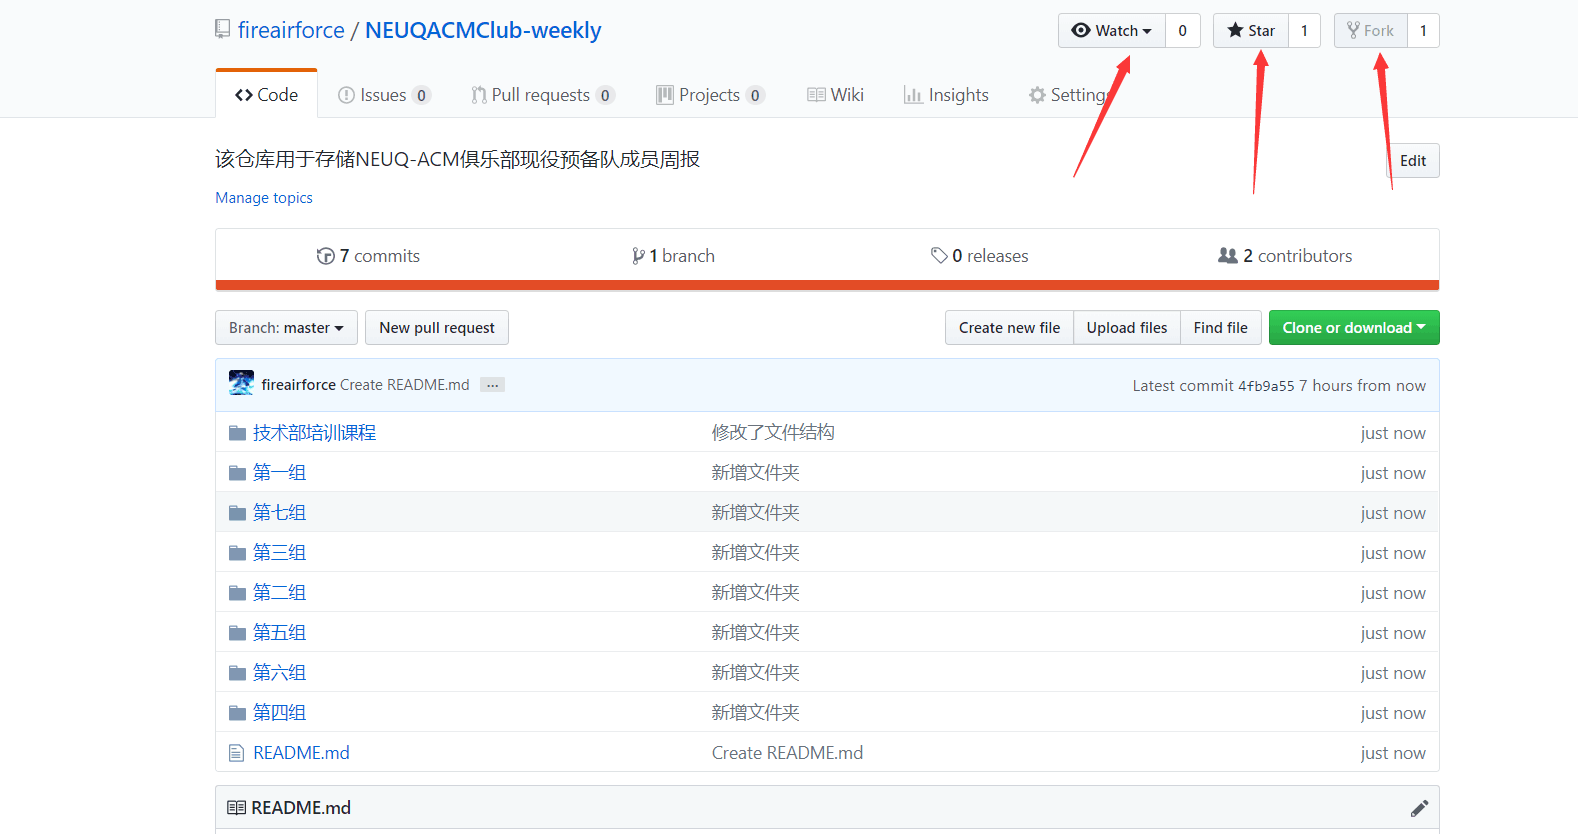 fireairforce / NEUQACMClub-weekly
Watch 0 Star 1 Fork 1
Code Issues 0 Pull requests 0 Projects 0 Wiki Insights Settings
该仓库用于存储NEUQ-ACM俱乐部现役预备队成员周报
Edit
Manage topics
7 commits 1 branch 0 releases 2 contributors
Branch: master New pull request Create new file Upload files Find file Clone or download
fireairforce Create README.md ... Latest commit 4fb9a55 7 hours from now
技术部培训课程 修改了文件结构 just now
第一组 新增文件夹 just now
第七组 新增文件夹 just now
第三组 新增文件夹 just now
第二组 新增文件夹 just now
第五组 新增文件夹 just now
第六组 新增文件夹 just now
第四组 新增文件夹 just now
README.md Create README.md just now
README.md